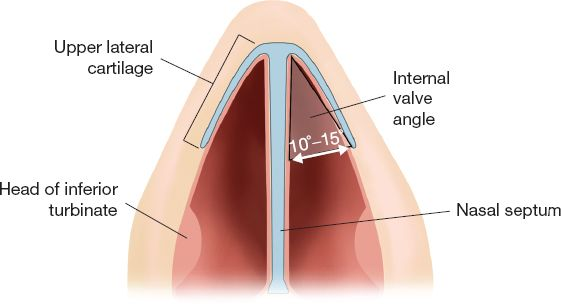 Upper lateral
cartilage
Internal
valve
angle
10°–15°
Head of inferior
turbinate
Nasal septum